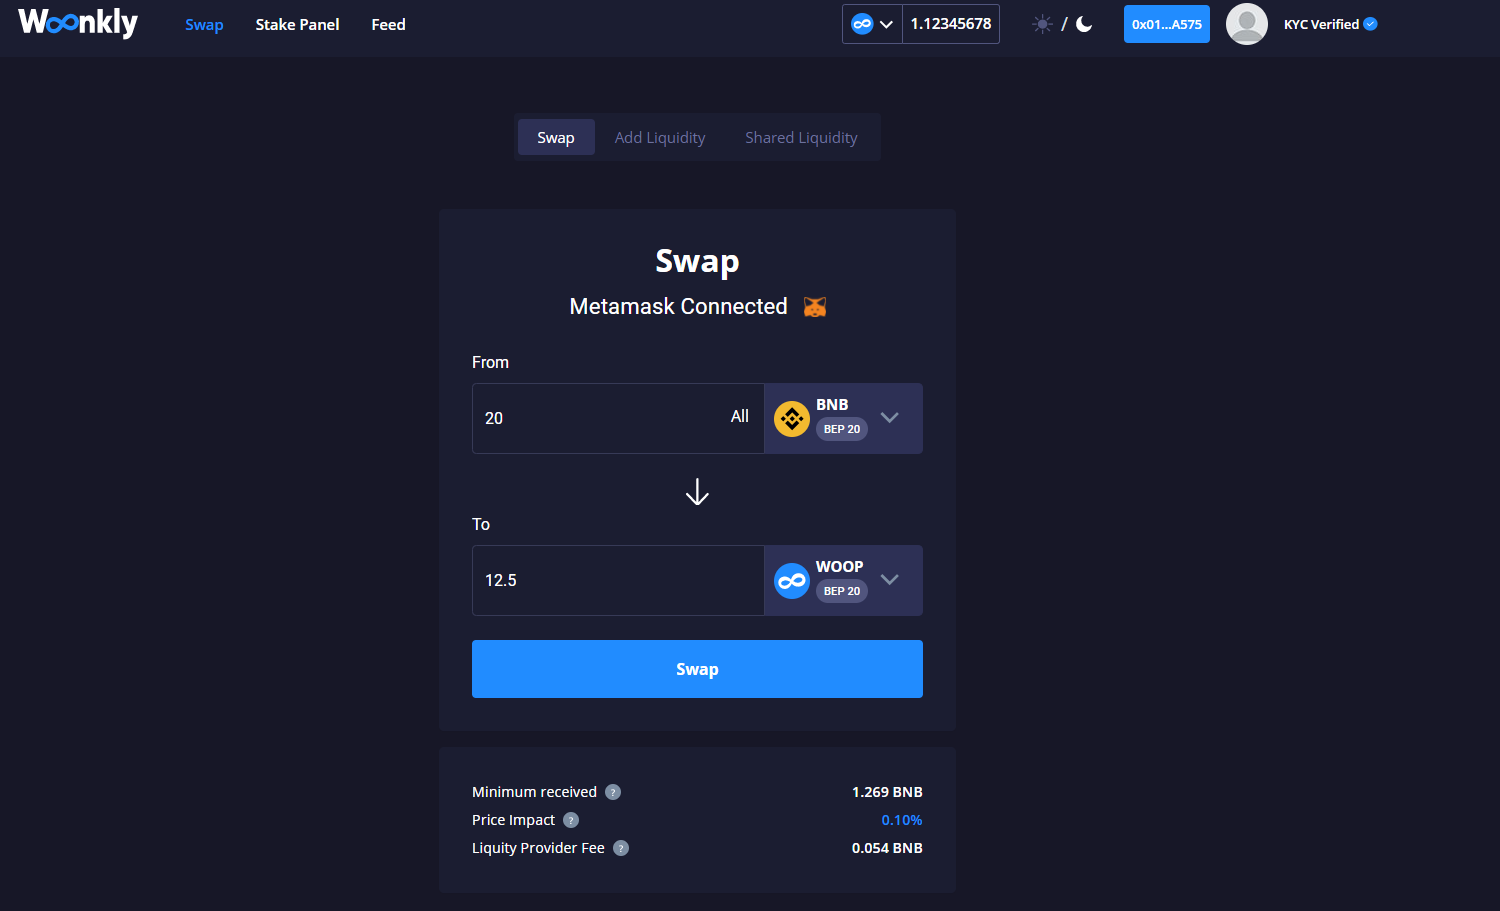 Woonkly
Swap
Stake Panel
Feed
1.12345678
/
0x01...A575
KYC Verified
Swap
Add Liquidity
Shared Liquidity
Swap
Metamask Connected
From
20
All
BNB
BEP 20
To
12.5
WOOP
BEP 20
Swap
Minimum received ? 1.269 BNB
Price Impact ? 0.10%
Liquity Provider Fee ? 0.054 BNB